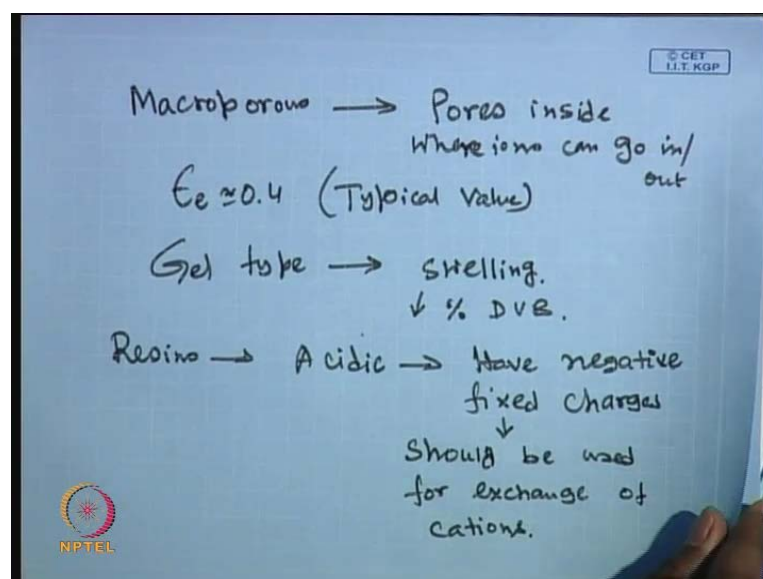 © CET
I.I.T. KGP
Macroporous → Pores inside
Where ions can go in/
out
Ee ≃ 0.4 (Typical Value)
Gel type → Swelling.
↓ % DVB.
Resins → Acidic → Have negative
fixed charges
↓
Should be used
for exchange of
cations.
NPTEL